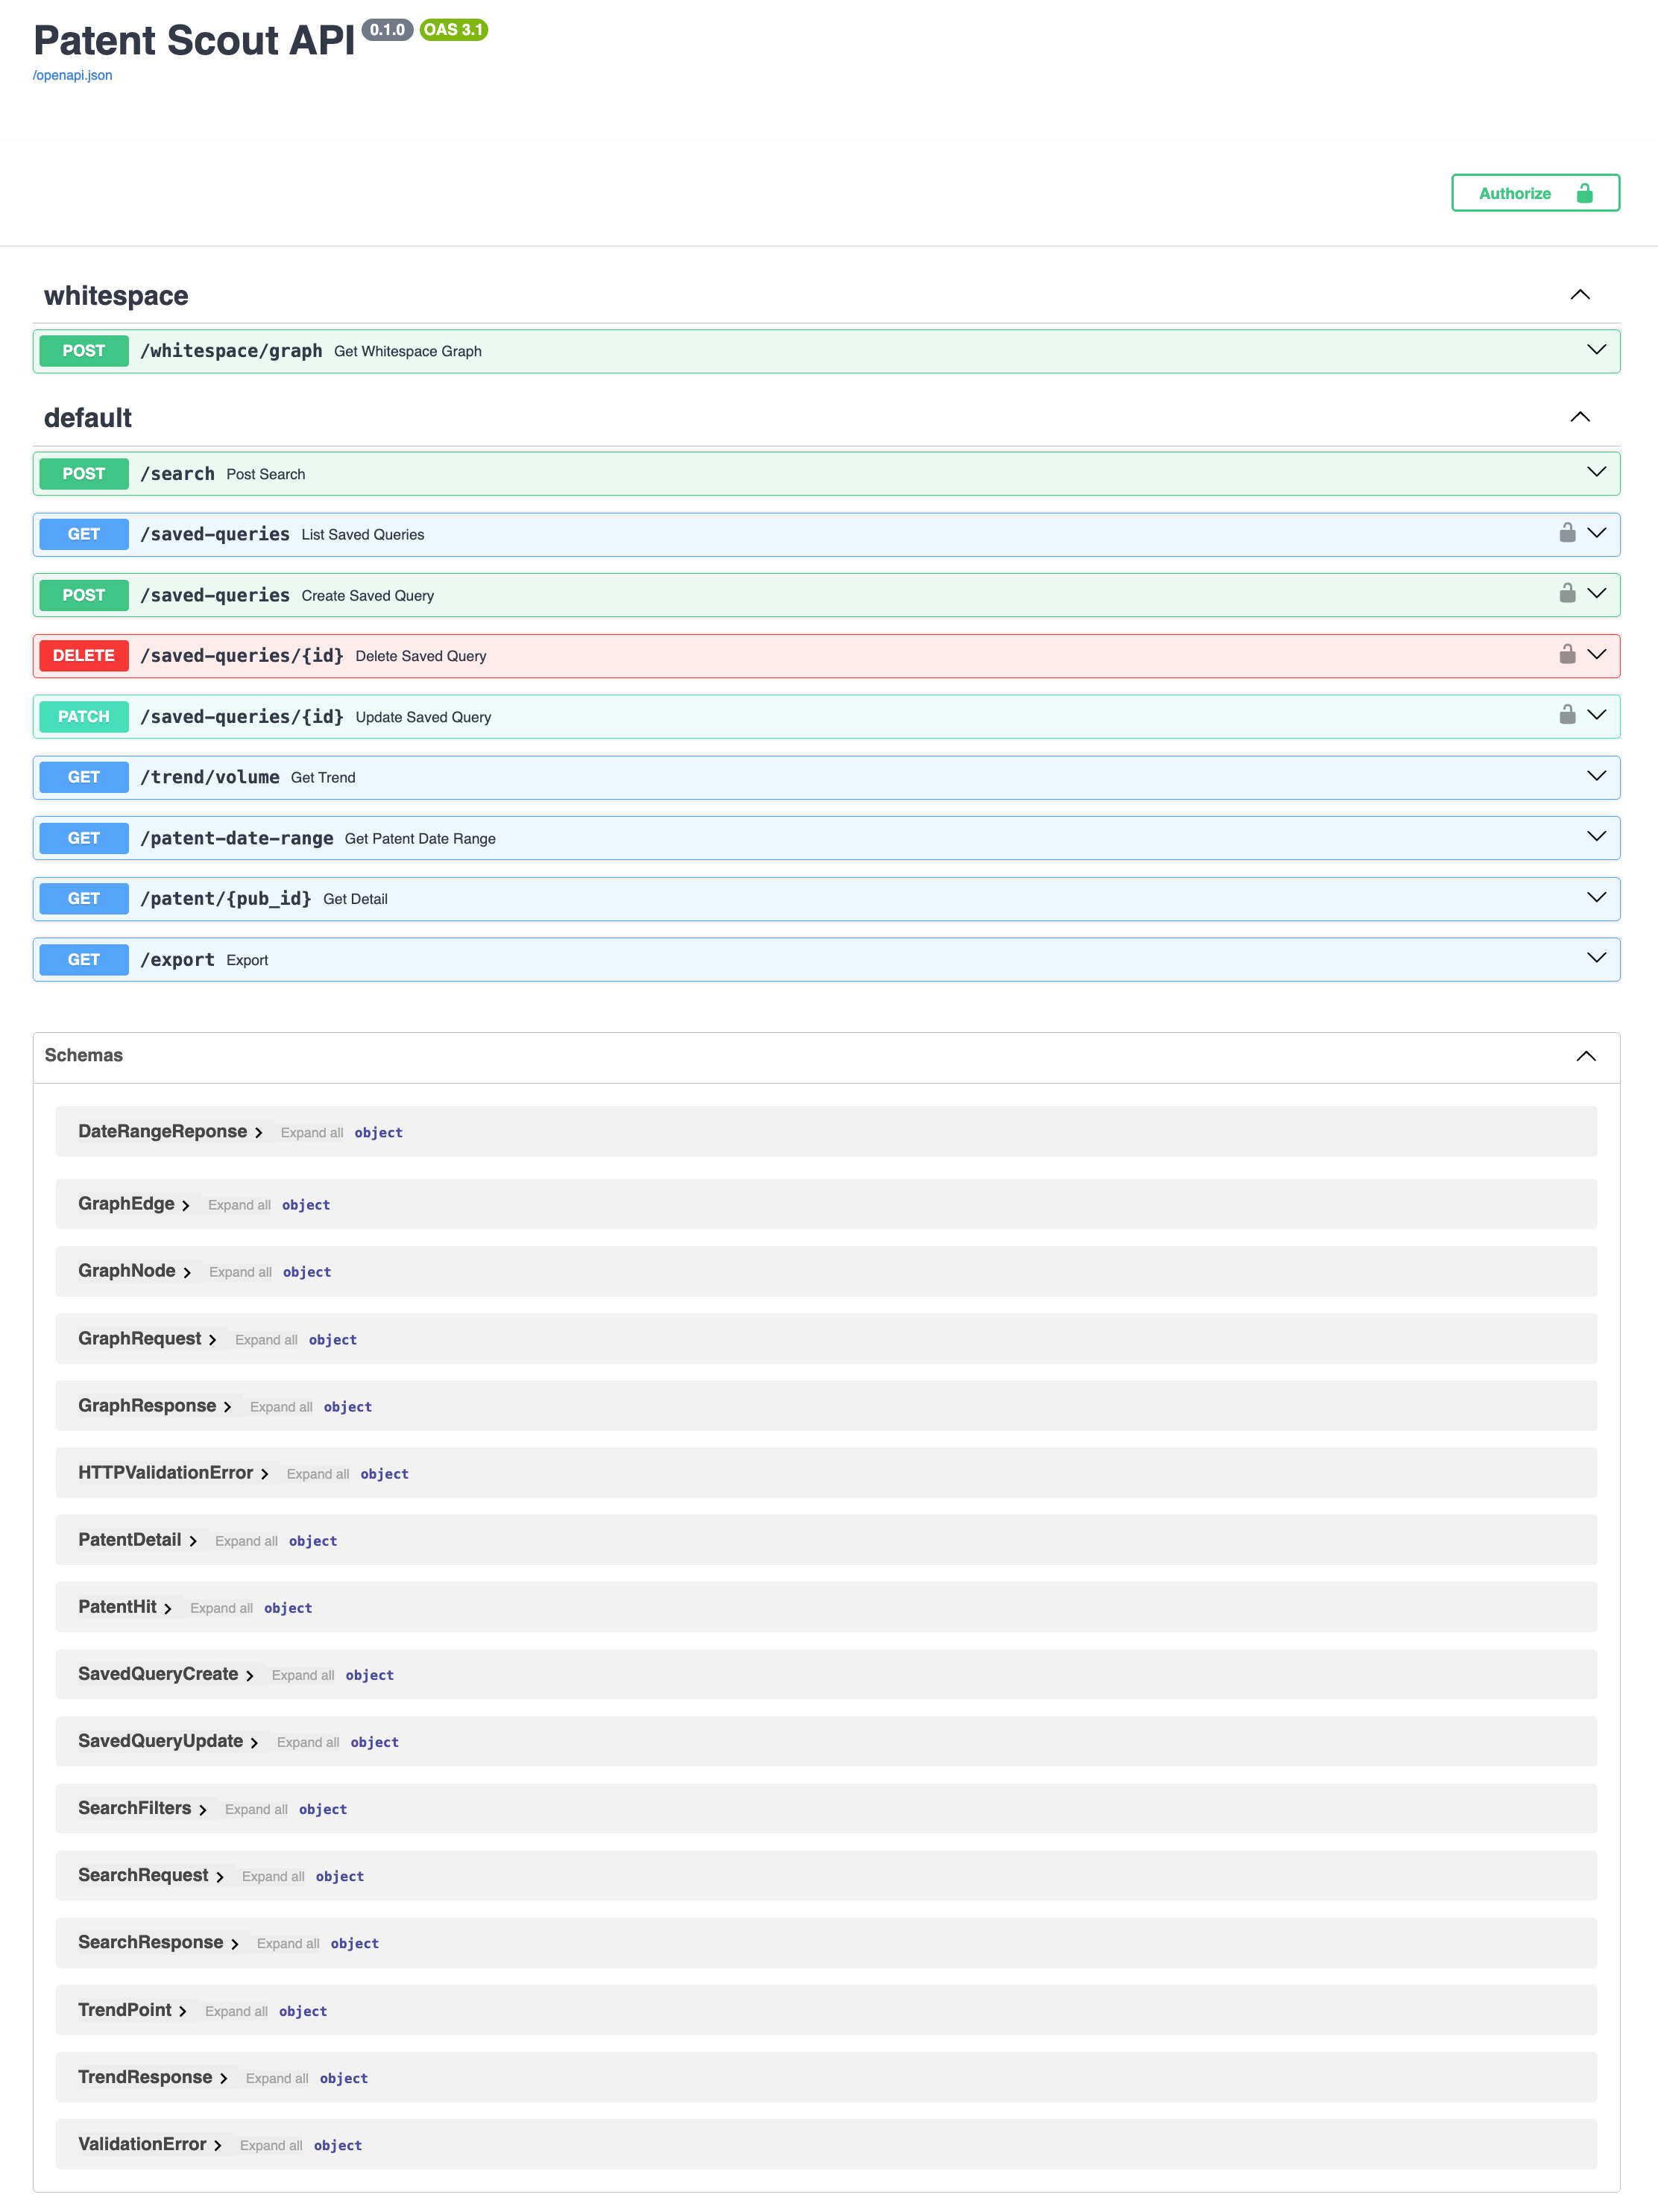 Patent Scout API 0.1.0 OAS 3.1
/openapi.json
Authorize
whitespace
POST /whitespace/graph Get Whitespace Graph
default
POST /search Post Search
GET /saved-queries List Saved Queries
POST /saved-queries Create Saved Query
DELETE /saved-queries/{id} Delete Saved Query
PATCH /saved-queries/{id} Update Saved Query
GET /trend/volume Get Trend
GET /patent-date-range Get Patent Date Range
GET /patent/{pub_id} Get Detail
GET /export Export
Schemas
DateRangeReponse Expand all object
GraphEdge Expand all object
GraphNode Expand all object
GraphRequest Expand all object
GraphResponse Expand all object
HTTPValidationError Expand all object
PatentDetail Expand all object
PatentHit Expand all object
SavedQueryCreate Expand all object
SavedQueryUpdate Expand all object
SearchFilters Expand all object
SearchRequest Expand all object
SearchResponse Expand all object
TrendPoint Expand all object
TrendResponse Expand all object
ValidationError Expand all object